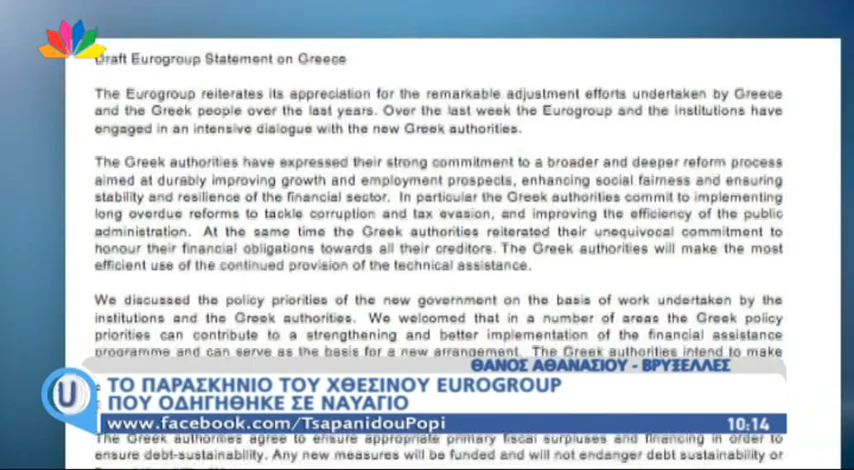 Draft Eurogroup Statement on Greece
The Eurogroup reiterates its appreciation for the remarkable adjustment efforts undertaken by Greece
and the Greek people over the last years. Over the last week the Eurogroup and the institutions have
engaged in an intensive dialogue with the new Greek authorities.
The Greek authorities have expressed their strong commitment to a broader and deeper reform process
aimed at durably improving growth and employment prospects, enhancing social fairness and ensuring
stability and resilience of the financial sector. In particular the Greek authorities commit to implementing
long overdue reforms to tackle corruption and tax evasion, and improving the efficiency of the public
administration. At the same time the Greek authorities reiterated their unequivocal commitment to
honour their financial obligations towards all their creditors. The Greek authorities will make the most
efficient use of the continued provision of the technical assistance.
We discussed the policy priorities of the new government on the basis of work undertaken by the
institutions and the Greek authorities. We welcomed that in a number of areas the Greek policy
priorities can contribute to a strengthening and better implementation of the financial assistance
programme and can serve as the basis for a new arrangement. The Greek authorities intend to make
ΘΑΝΟΣ ΑΘΑΝΑΣΙΟΥ - ΒΡΥΞΕΛΛΕΣ
U
ΤΟ ΠΑΡΑΣΚΗΝΙΟ ΤΟΥ ΧΘΕΣΙΝΟΥ EUROGROUP
ΠΟΥ ΟΔΗΓΗΘΗΚΕ ΣΕ ΝΑΥΑΓΙΟ
www.facebook.com/TsapanidouPopi 10:14
The Greek authorities agree to ensure appropriate primary fiscal surpluses and financing in order to
ensure debt-sustainability. Any new measures will be funded and will not endanger debt sustainability or